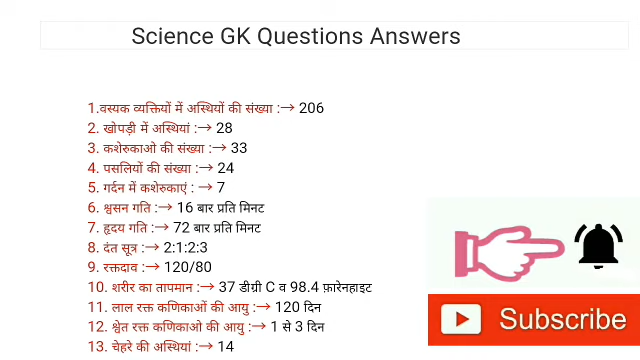 Science GK Questions Answers
1.वस्यक व्यक्तियों में अस्थियों की संख्या :→ 206
2. खोपड़ी में अस्थियां :→ 28
3. कशेरुकाओ की संख्या :→ 33
4. पसलियों की संख्या :→ 24
5. गर्दन में कशेरुकाएं : → 7
6. श्वसन गति :→ 16 बार प्रति मिनट
7. हृदय गति :→ 72 बार प्रति मिनट
8. दंत सूत्र :→ 2:1:2:3
9. रक्तदाव :→ 120/80
10. शरीर का तापमान :→ 37 डीग्री C व 98.4 फ़ारेनहाइट
11. लाल रक्त कणिकाओं की आयु :→ 120 दिन
12. श्वेत रक्त कणिकाओ की आयु :→ 1 से 3 दिन
13. चेहरे की अस्थियां :→ 14
Subscribe